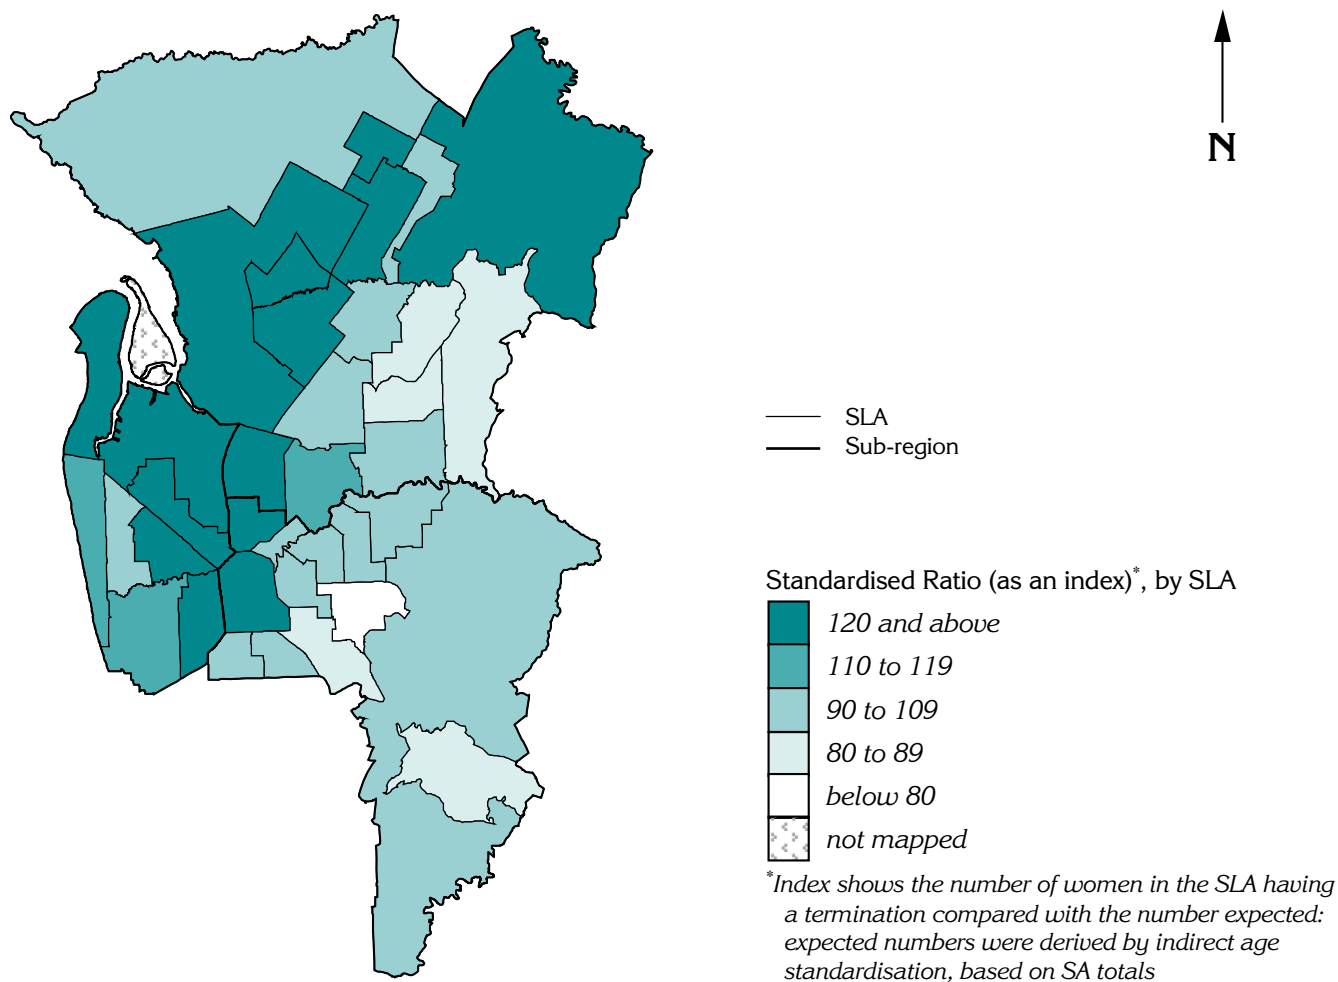 N
SLA
Sub-region
Standardised Ratio (as an index)*, by SLA
120 and above
110 to 119
90 to 109
80 to 89
below 80
not mapped
*Index shows the number of women in the SLA having
a termination compared with the number expected:
expected numbers were derived by indirect age
standardisation, based on SA totals